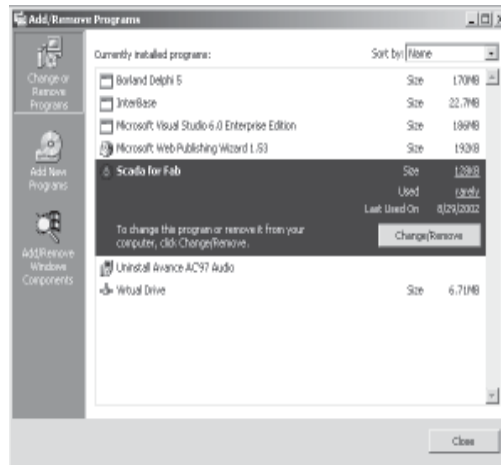 Add/Remove Programs
Change or
Remove
Programs
Add New
Programs
Add/Remove
Windows
Components
Currently installed programs:
Sort by: Name
Borland Delphi 5 Size 170MB
InterBase Size 22.7MB
Microsoft Visual Studio 6.0 Enterprise Edition Size 186MB
Microsoft Web Publishing Wizard 1.53 Size 192KB
Scada for Fab Size 128KB
Used rarely
Last Used On 8/29/2002
To change this program or remove it from your
computer, click Change/Remove.
Change/Remove
Uninstall Avance AC97 Audio
Virtual Drive Size 6.71MB
Close